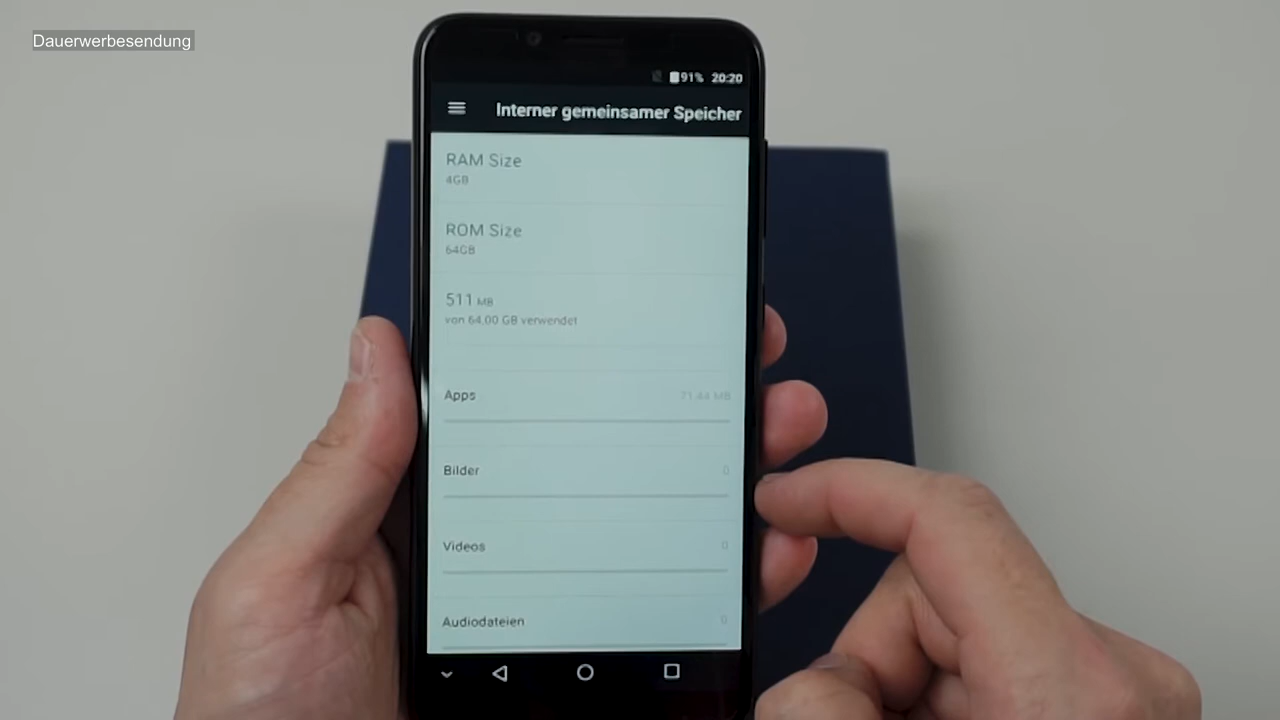 Dauerwerbesendung
91% 20:20
Interner gemeinsamer Speicher
RAM Size
4GB
ROM Size
64GB
511 MB
von 64,00 GB verwendet
Apps 71,44 MB
Bilder 0
Videos 0
Audiodateien 0